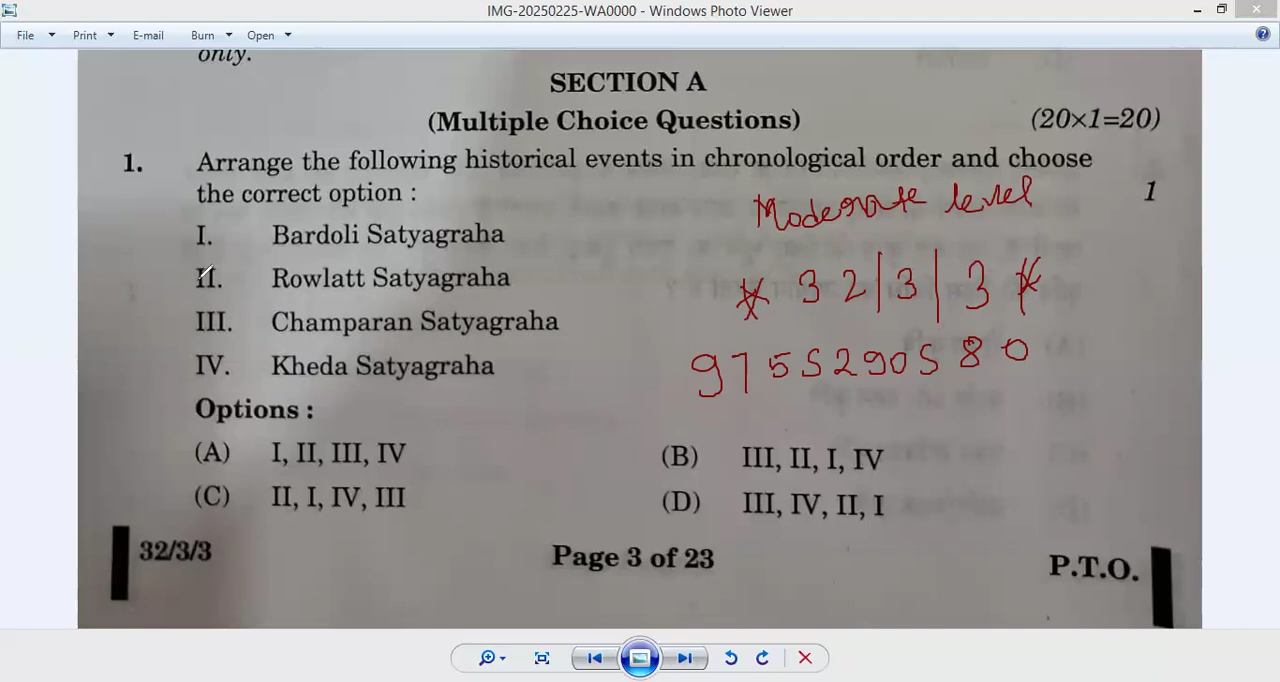 IMG-20250225-WA0000 - Windows Photo Viewer
File Print E-mail Burn Open
only.
SECTION A
(Multiple Choice Questions) (20×1=20)
1. Arrange the following historical events in chronological order and choose
the correct option : 1
Moderate level
I. Bardoli Satyagraha
II. Rowlatt Satyagraha
* 32|3|3 *
III. Champaran Satyagraha
IV. Kheda Satyagraha
9755290580
Options :
(A) I, II, III, IV (B) III, II, I, IV
(C) II, I, IV, III (D) III, IV, II, I
32/3/3 Page 3 of 23 P.T.O.